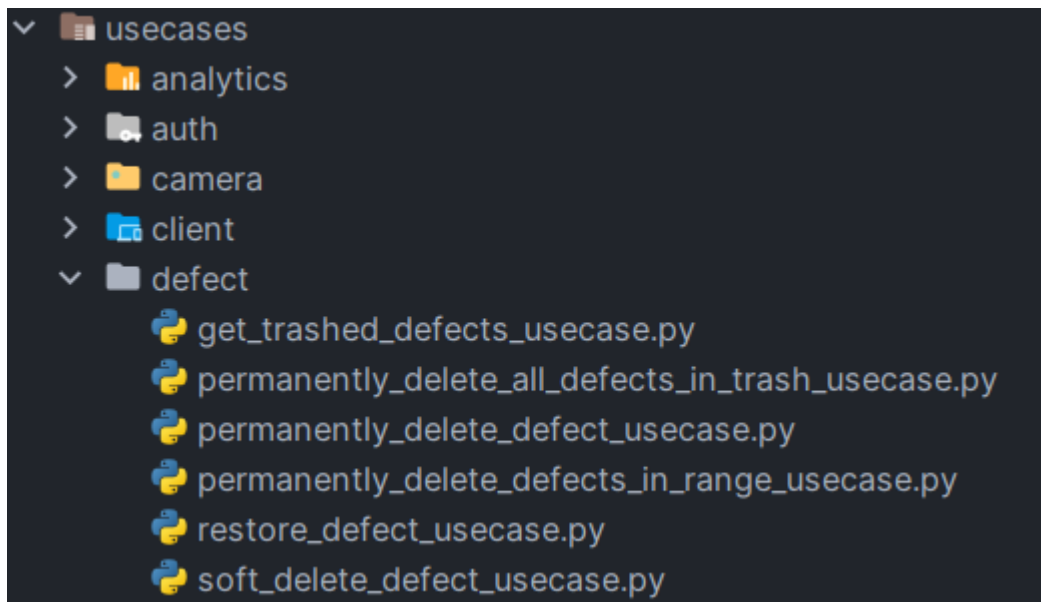 usecases
analytics
auth
camera
client
defect
get_trashed_defects_usecase.py
permanently_delete_all_defects_in_trash_usecase.py
permanently_delete_defect_usecase.py
permanently_delete_defects_in_range_usecase.py
restore_defect_usecase.py
soft_delete_defect_usecase.py